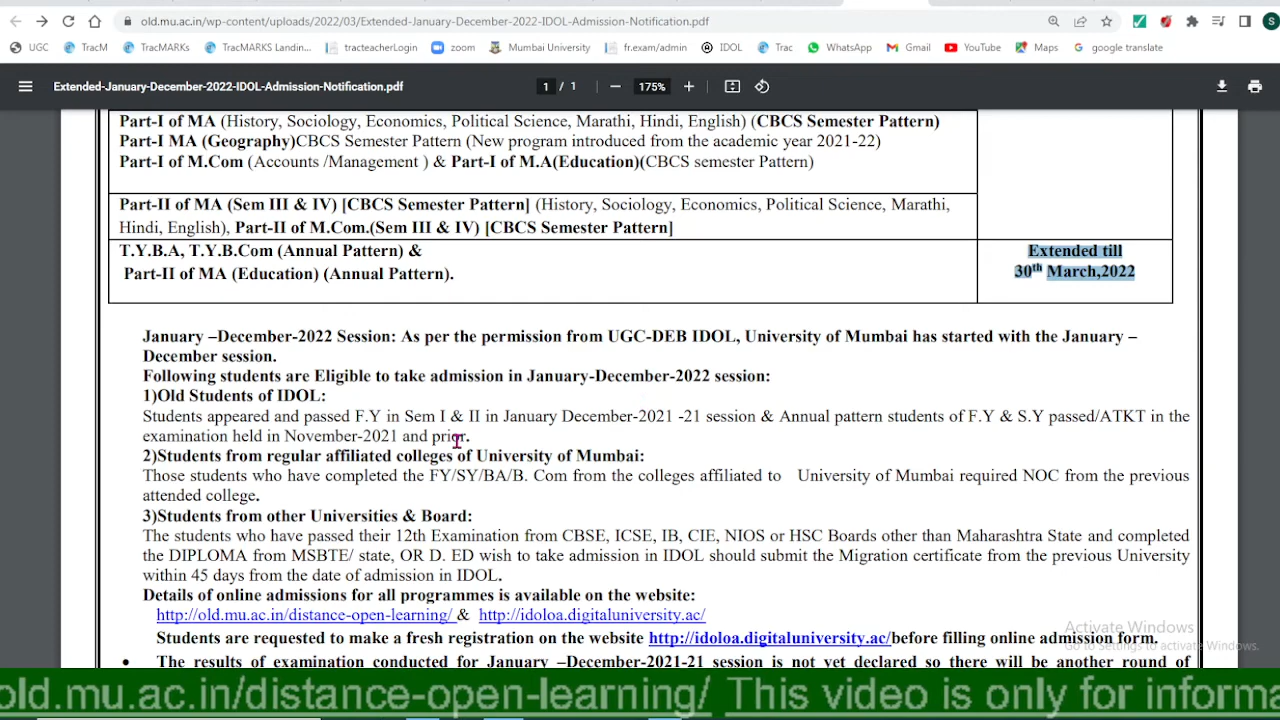 old.mu.ac.in/wp-content/uploads/2022/03/Extended-January-December-2022-IDOL-Admission-Notification.pdf
S
UGC TracM TracMARKs TracMARKS Landin... tracteacherLogin zoom Mumbai University fr.exam/admin IDOL Trac WhatsApp Gmail YouTube Maps google translate
Extended-January-December-2022-IDOL-Admission-Notification.pdf 1 / 1 175%
Part-I of MA (History, Sociology, Economics, Political Science, Marathi, Hindi, English) (CBCS Semester Pattern)
Part-I MA (Geography)CBCS Semester Pattern (New program introduced from the academic year 2021-22)
Part-I of M.Com (Accounts /Management ) & Part-I of M.A(Education)(CBCS semester Pattern)
Part-II of MA (Sem III & IV) [CBCS Semester Pattern] (History, Sociology, Economics, Political Science, Marathi,
Hindi, English), Part-II of M.Com.(Sem III & IV) [CBCS Semester Pattern]
T.Y.B.A, T.Y.B.Com (Annual Pattern) &
Part-II of MA (Education) (Annual Pattern).
Extended till
30th March,2022
January –December-2022 Session: As per the permission from UGC-DEB IDOL, University of Mumbai has started with the January –
December session.
Following students are Eligible to take admission in January-December-2022 session:
1)Old Students of IDOL:
Students appeared and passed F.Y in Sem I & II in January December-2021 -21 session & Annual pattern students of F.Y & S.Y passed/ATKT in the
examination held in November-2021 and prior.
2)Students from regular affiliated colleges of University of Mumbai:
Those students who have completed the FY/SY/BA/B. Com from the colleges affiliated to University of Mumbai required NOC from the previous
attended college.
3)Students from other Universities & Board:
The students who have passed their 12th Examination from CBSE, ICSE, IB, CIE, NIOS or HSC Boards other than Maharashtra State and completed
the DIPLOMA from MSBTE/ state, OR D. ED wish to take admission in IDOL should submit the Migration certificate from the previous University
within 45 days from the date of admission in IDOL.
Details of online admissions for all programmes is available on the website:
http://old.mu.ac.in/distance-open-learning/ & http://idoloa.digitaluniversity.ac/
Students are requested to make a fresh registration on the website http://idoloa.digitaluniversity.ac/before filling online admission form.
• The results of examination conducted for January –December-2021-21 session is not yet declared so there will be another round of
Activate Windows
Go to Settings to activate Windows.
old.mu.ac.in/distance-open-learning/ This video is only for informa